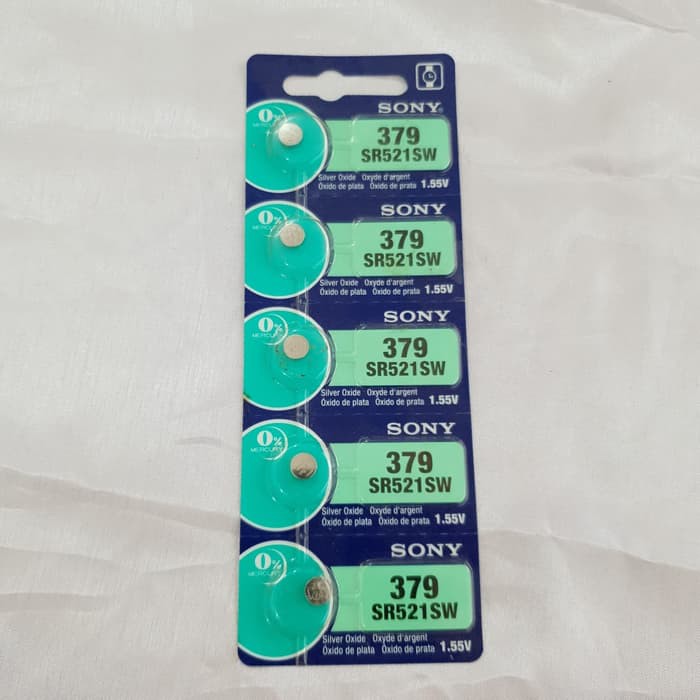 SONY
0%
MERCURY
379
SR521SW
Silver Oxide Oxyde d'argent
Óxido de plata Óxido de prata 1.55V
SONY
0%
MERCURY
379
SR521SW
Silver Oxide Oxyde d'argent
Óxido de plata Óxido de prata 1.55V
SONY
0%
MERCURY
379
SR521SW
Silver Oxide Oxyde d'argent
Óxido de plata Óxido de prata 1.55V
SONY
0%
MERCURY
379
SR521SW
Silver Oxide Oxyde d'argent
Óxido de plata Óxido de prata 1.55V
SONY
0%
MERCURY
379
SR521SW
Silver Oxide Oxyde d'argent
Óxido de plata Óxido de prata 1.55V